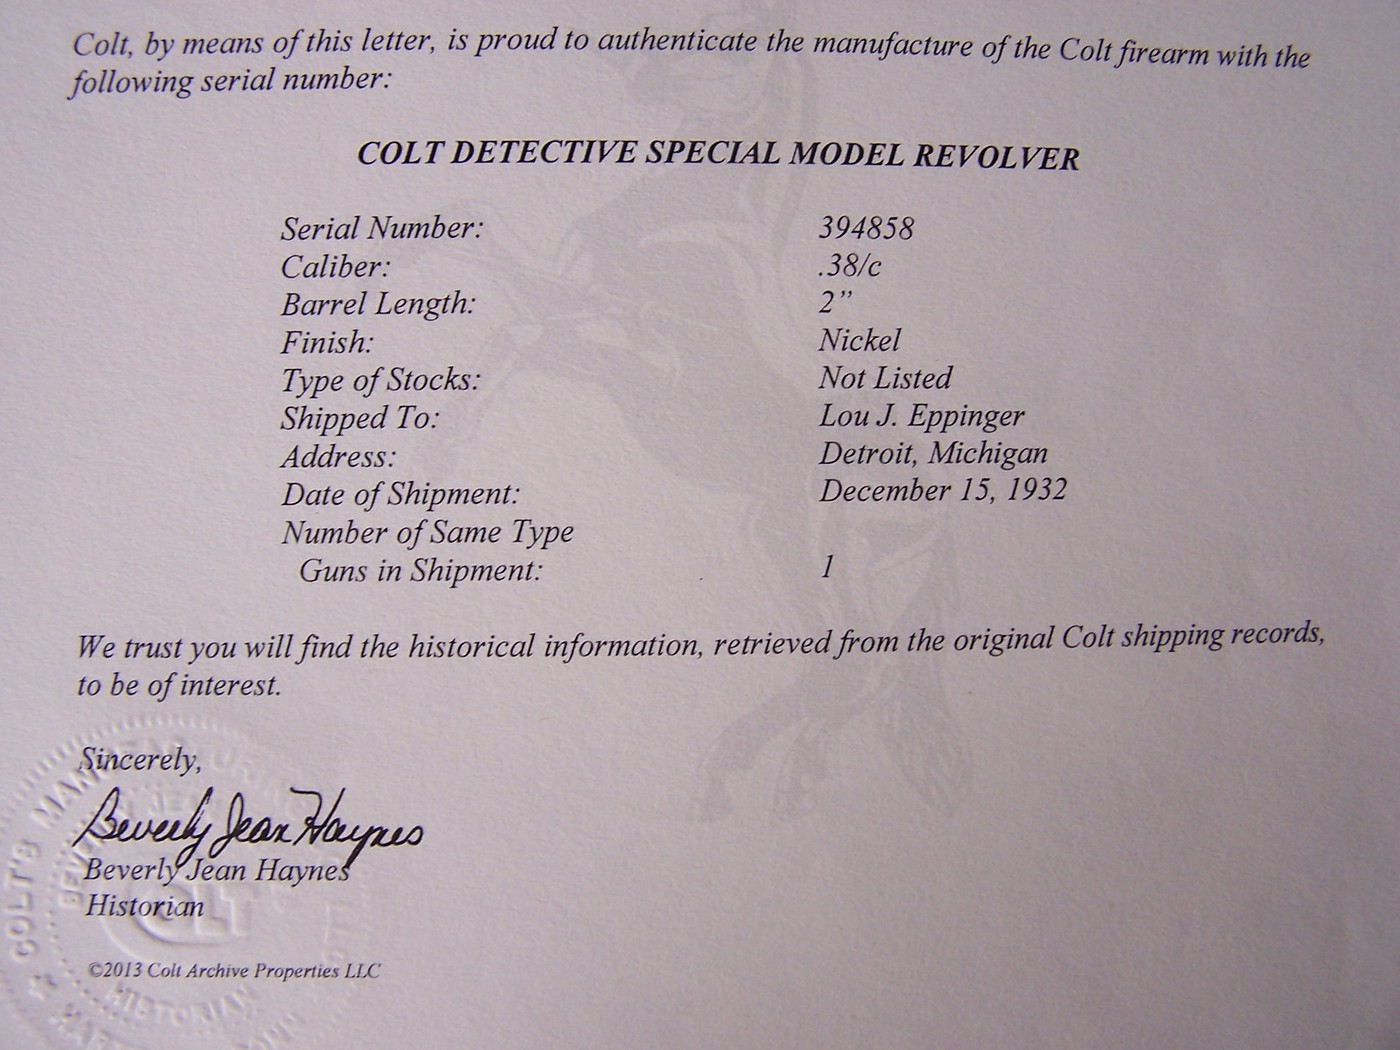 Colt, by means of this letter, is proud to authenticate the manufacture of the Colt firearm with the
following serial number:
COLT DETECTIVE SPECIAL MODEL REVOLVER
Serial Number: 394858
Caliber: .38/c
Barrel Length: 2”
Finish: Nickel
Type of Stocks: Not Listed
Shipped To: Lou J. Eppinger
Address: Detroit, Michigan
Date of Shipment: December 15, 1932
Number of Same Type
Guns in Shipment: 1
We trust you will find the historical information, retrieved from the original Colt shipping records,
to be of interest.
Sincerely,
Beverly Jean Haynes
Beverly Jean Haynes
Historian
©2013 Colt Archive Properties LLC
COLT'S
COLT
HISTORIAN